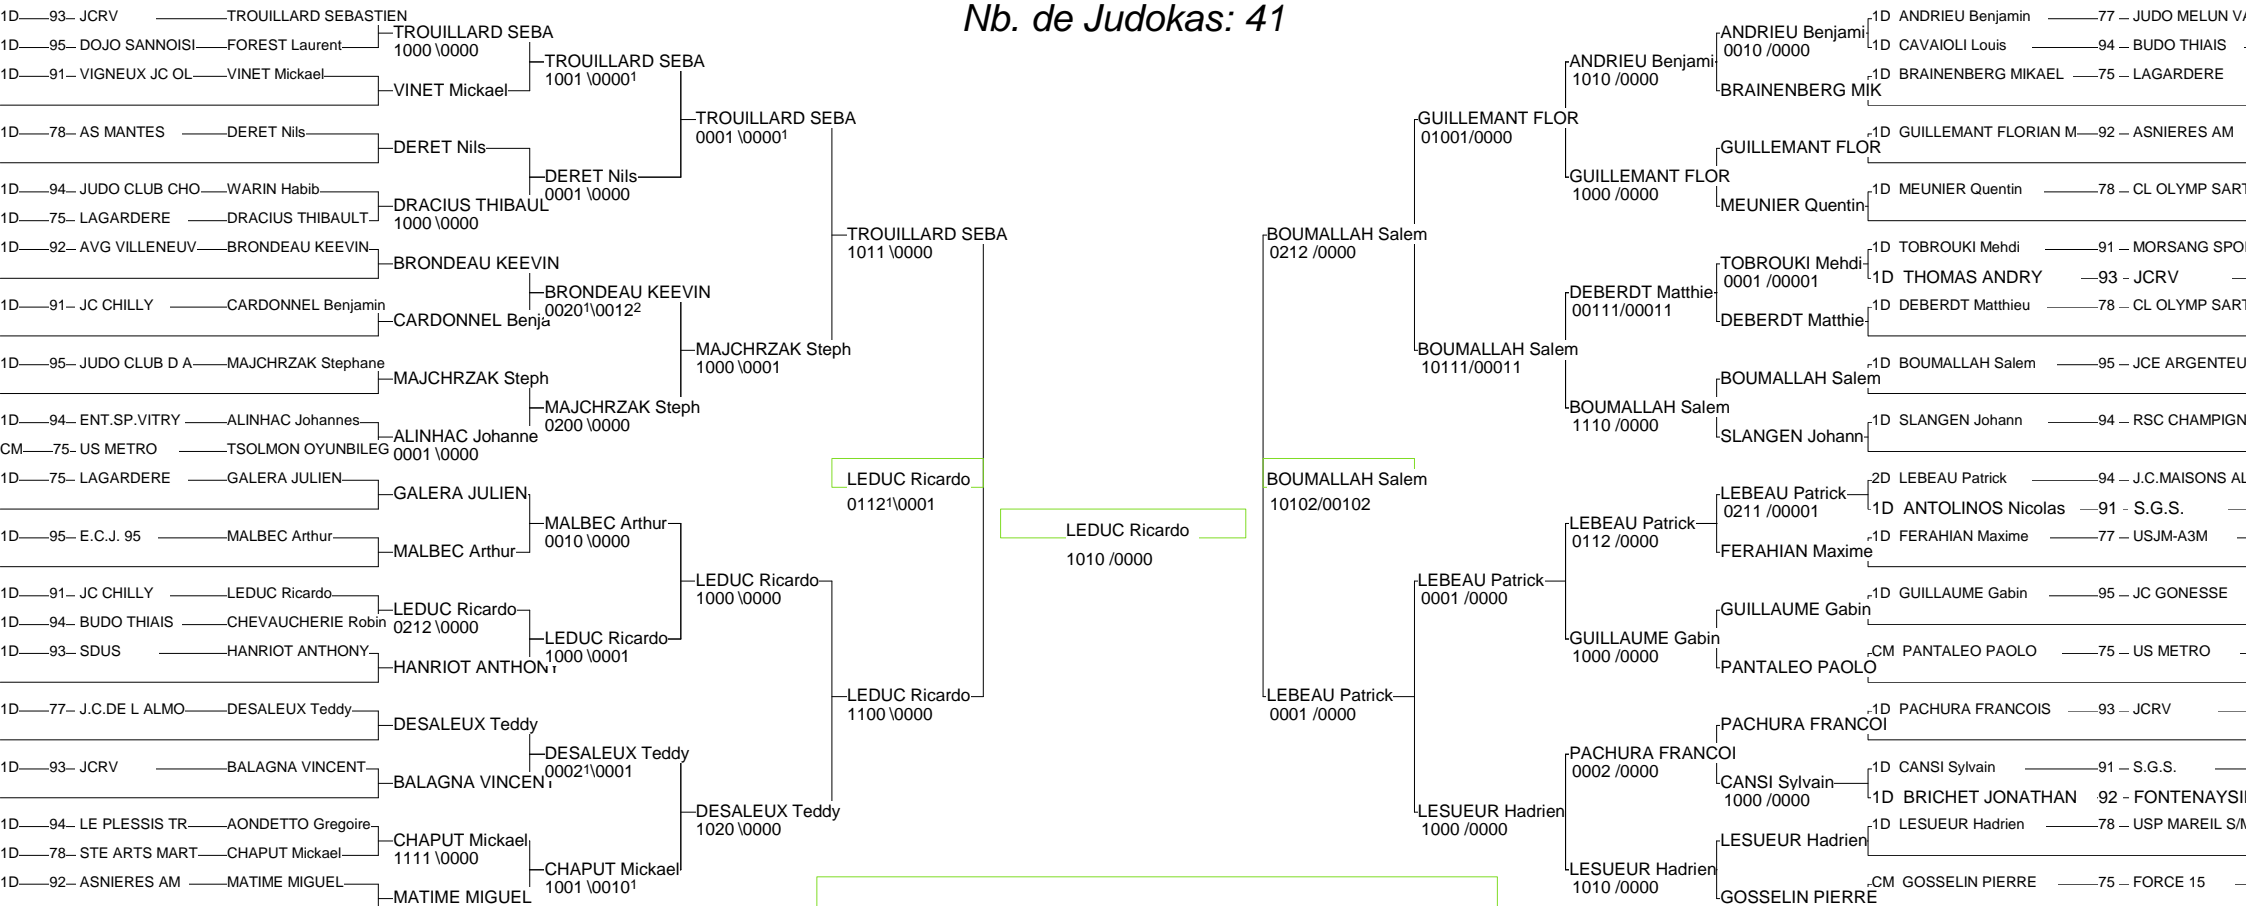 Nb. de Judokas: 41
1D 93 JCRV TROUILLARD SEBASTIEN
1D 95 DOJO SANNOISI FOREST Laurent
1D 91 VIGNEUX JC OL VINET Mickael
1D 78 AS MANTES DERET Nils
1D 94 JUDO CLUB CHO WARIN Habib
1D 75 LAGARDERE DRACIUS THIBAULT
1D 92 AVG VILLENEUV BRONDEAU KEEVIN
1D 91 JC CHILLY CARDONNEL Benjamin
1D 95 JUDO CLUB D A MAJCHRZAK Stephane
1D 94 ENT.SP.VITRY ALINHAC Johannes
CM 75 US METRO TSOLMON OYUNBILEG
1D 75 LAGARDERE GALERA JULIEN
1D 95 E.C.J. 95 MALBEC Arthur
1D 91 JC CHILLY LEDUC Ricardo
1D 94 BUDO THIAIS CHEVAUCHERIE Robin
1D 93 SDUS HANRIOT ANTHONY
1D 77 J.C.DE L ALMO DESALEUX Teddy
1D 93 JCRV BALAGNA VINCENT
1D 94 LE PLESSIS TR AONDETTO Gregoire
1D 78 STE ARTS MART CHAPUT Mickael
1D 92 ASNIERES AM MATIME MIGUEL
TROUILLARD SEBA
1000 \0000
VINET Mickael
DERET Nils
DRACIUS THIBAUL
1000 \0000
BRONDEAU KEEVIN
CARDONNEL Benja
MAJCHRZAK Steph
ALINHAC Johanne
0001 \0000
GALERA JULIEN
MALBEC Arthur
LEDUC Ricardo
0212 \0000
HANRIOT ANTHONY
DESALEUX Teddy
BALAGNA VINCENT
CHAPUT Mickael
1111 \0000
MATIME MIGUEL
TROUILLARD SEBA
1001 \0000¹
DERET Nils
0001 \0000
BRONDEAU KEEVIN
0020¹\0012²
MAJCHRZAK Steph
0200 \0000
MALBEC Arthur
0010 \0000
LEDUC Ricardo
1000 \0001
DESALEUX Teddy
0002¹\0001
CHAPUT Mickael
1001 \0010¹
TROUILLARD SEBA
0001 \0000¹
MAJCHRZAK Steph
1000 \0001
LEDUC Ricardo
1000 \0000
DESALEUX Teddy
1020 \0000
TROUILLARD SEBA
1011 \0000
LEDUC Ricardo
1100 \0000
LEDUC Ricardo
0112¹\0001
LEDUC Ricardo
1010 /0000
BOUMALLAH Salem
0212 /0000
BOUMALLAH Salem
10102/00102
LEBEAU Patrick
0001 /0000
GUILLEMANT FLOR
01001/0000
BOUMALLAH Salem
10111/00011
LEBEAU Patrick
0001 /0000
LESUEUR Hadrien
1000 /0000
ANDRIEU Benjami
1010 /0000
GUILLEMANT FLOR
1000 /0000
DEBERDT Matthie
00111/00011
BOUMALLAH Salem
1110 /0000
LEBEAU Patrick
0112 /0000
GUILLAUME Gabin
1000 /0000
PACHURA FRANCOI
0002 /0000
LESUEUR Hadrien
1010 /0000
ANDRIEU Benjami
0010 /0000
BRAINENBERG MIK
GUILLEMANT FLOR
MEUNIER Quentin
TOBROUKI Mehdi
0001 /00001
DEBERDT Matthie
BOUMALLAH Salem
SLANGEN Johann
LEBEAU Patrick
0211 /00001
FERAHIAN Maxime
GUILLAUME Gabin
PANTALEO PAOLO
PACHURA FRANCOI
CANSI Sylvain
1000 /0000
LESUEUR Hadrien
GOSSELIN PIERRE
1D ANDRIEU Benjamin 77 – JUDO MELUN VA
1D CAVAIOLI Louis 94 – BUDO THIAIS
1D BRAINENBERG MIKAEL 75 – LAGARDERE
1D GUILLEMANT FLORIAN M 92 – ASNIERES AM
1D MEUNIER Quentin 78 – CL OLYMP SART
1D TOBROUKI Mehdi 91 – MORSANG SPO
1D THOMAS ANDRY 93 – JCRV
1D DEBERDT Matthieu 78 – CL OLYMP SART
1D BOUMALLAH Salem 95 – JCE ARGENTEU
1D SLANGEN Johann 94 – RSC CHAMPIGN
2D LEBEAU Patrick 94 – J.C.MAISONS AL
1D ANTOLINOS Nicolas 91 - S.G.S.
1D FERAHIAN Maxime 77 – USJM-A3M
1D GUILLAUME Gabin 95 – JC GONESSE
CM PANTALEO PAOLO 75 – US METRO
1D PACHURA FRANCOIS 93 – JCRV
1D CANSI Sylvain 91 – S.G.S.
1D BRICHET JONATHAN 92 - FONTENAYSI
1D LESUEUR Hadrien 78 – USP MAREIL S/M
CM GOSSELIN PIERRE 75 – FORCE 15